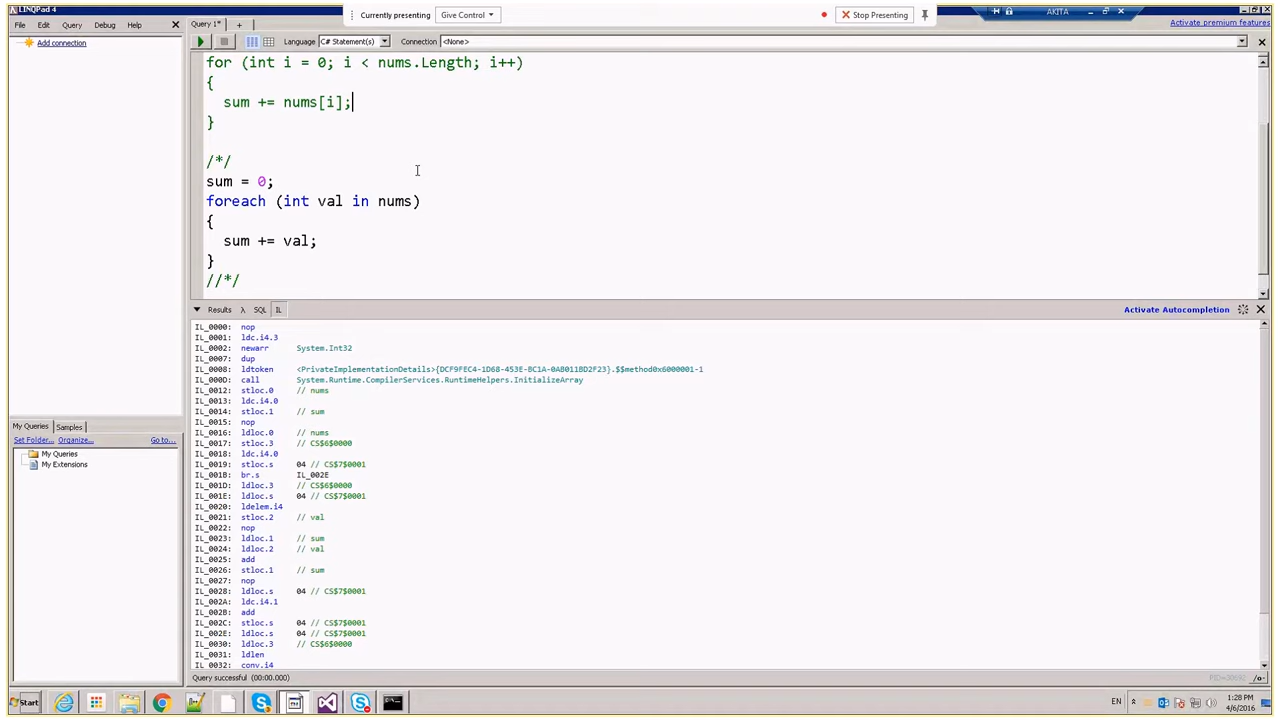 LINQPad 4
Currently presenting
Give Control
Stop Presenting
AKITA
File
Edit
Query
Debug
Help
Query 1*
+
Activate premium features
Add connection
Language
C# Statement(s)
Connection
<None>
for (int i = 0; i < nums.Length; i++)
{
sum += nums[i];
}
/*/
sum = 0;
foreach (int val in nums)
{
sum += val;
}
//*/
Results
λ
SQL
IL
Activate Autocompletion
IL_0000: nop
IL_0001: ldc.i4.3
IL_0002: newarr System.Int32
IL_0007: dup
IL_0008: ldtoken <PrivateImplementationDetails>{DCF9FEC4-1D68-453E-BC1A-0A8011BD2F23}.$$method0x6000001-1
IL_000D: call System.Runtime.CompilerServices.RuntimeHelpers.InitializeArray
IL_0012: stloc.0 // nums
IL_0013: ldc.i4.0
IL_0014: stloc.1 // sum
IL_0015: nop
IL_0016: ldloc.0 // nums
IL_0017: stloc.3 // CS$6$0000
IL_0018: ldc.i4.0
IL_0019: stloc.s 04 // CS$7$0001
IL_001B: br.s IL_002E
IL_001D: ldloc.3 // CS$6$0000
IL_001E: ldloc.s 04 // CS$7$0001
IL_0020: ldelem.i4
IL_0021: stloc.2 // val
IL_0022: nop
IL_0023: ldloc.1 // sum
IL_0024: ldloc.2 // val
IL_0025: add
IL_0026: stloc.1 // sum
IL_0027: nop
IL_0028: ldloc.s 04 // CS$7$0001
IL_002A: ldc.i4.1
IL_002B: add
IL_002C: stloc.s 04 // CS$7$0001
IL_002E: ldloc.s 04 // CS$7$0001
IL_0030: ldloc.3 // CS$6$0000
IL_0031: ldlen
IL_0032: conv.i4
My Queries
Samples
Set Folder...
Organize...
Go to...
My Queries
My Extensions
Query successful (00:00.000)
/o-
Start
EN
1:28 PM
4/6/2016